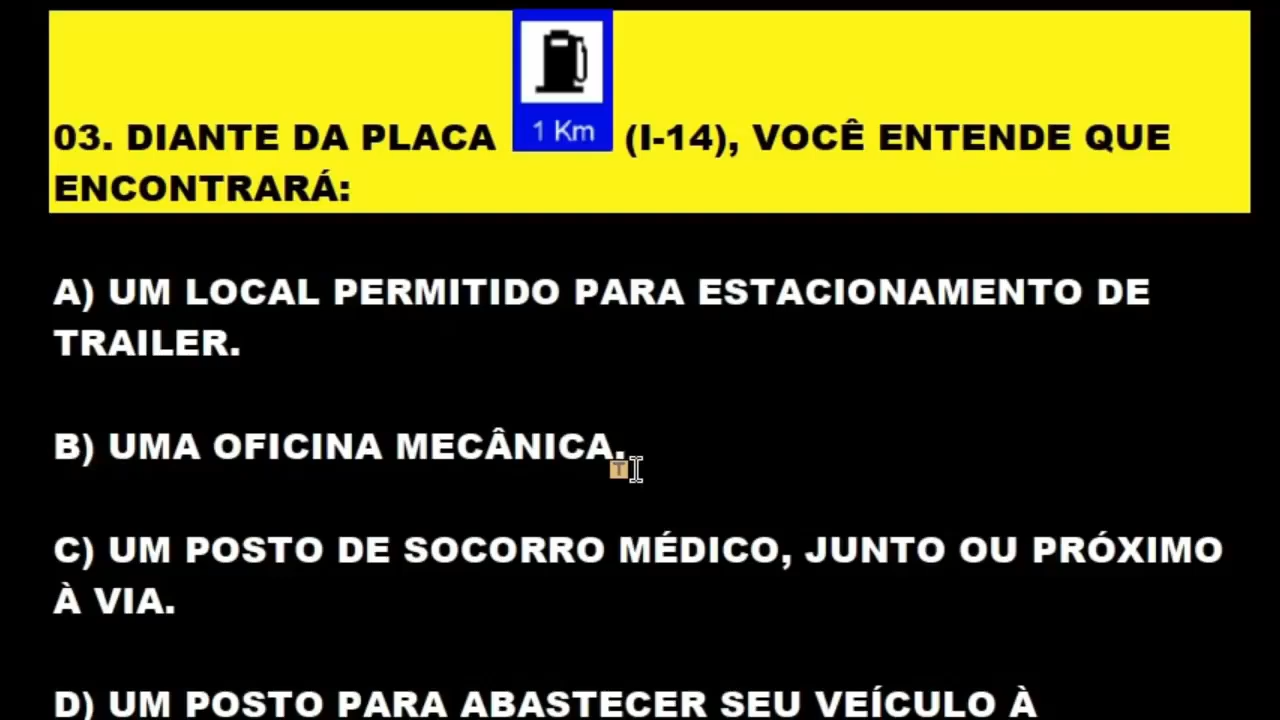 1 Km
03. DIANTE DA PLACA (I-14), VOCÊ ENTENDE QUE
ENCONTRARÁ:
A) UM LOCAL PERMITIDO PARA ESTACIONAMENTO DE
TRAILER.
B) UMA OFICINA MECÂNICA.
T
C) UM POSTO DE SOCORRO MÉDICO, JUNTO OU PRÓXIMO
À VIA.
D) UM POSTO PARA ABASTECER SEU VEÍCULO À